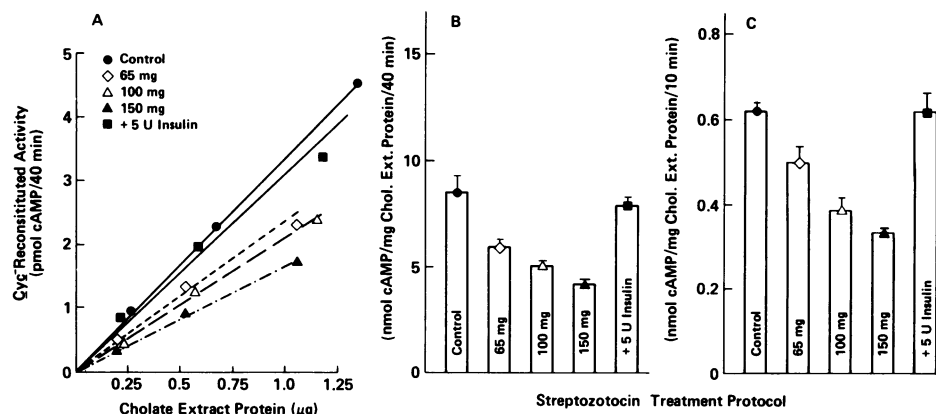 A
Cyc⁻Reconsitituted Activity
(pmol cAMP/40 min)
5
4
3
2
1
0
Control
65 mg
100 mg
150 mg
+ 5 U Insulin
0.25
0.5
0.75
1.0
1.25
Cholate Extract Protein (μg)
B
(nmol cAMP/mg Chol. Ext. Protein/40 min)
15
10
5
0
Control
65 mg
100 mg
150 mg
+ 5 U Insulin
C
(nmol cAMP/mg Chol. Ext. Protein/10 min)
0.8
0.6
0.4
0.2
0
Control
65 mg
100 mg
150 mg
+ 5 U Insulin
Streptozotocin Treatment Protocol